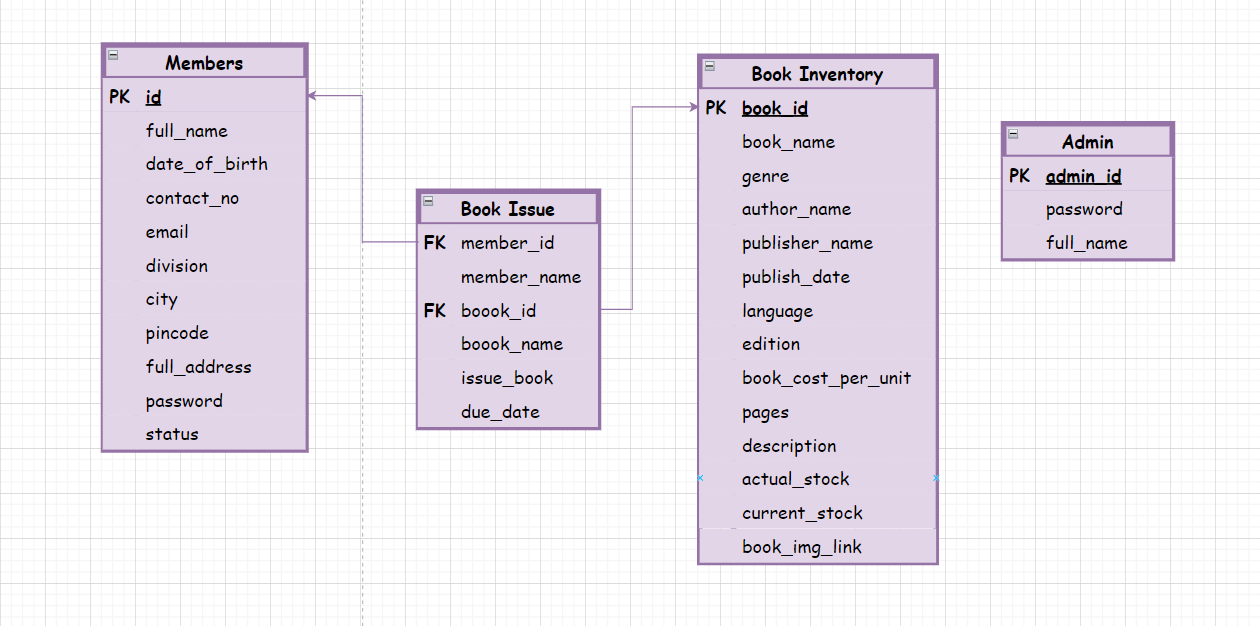 Members
PK id
full_name
date_of_birth
contact_no
email
division
city
pincode
full_address
password
status
Book Issue
FK member_id
member_name
FK boook_id
boook_name
issue_book
due_date
Book Inventory
PK book_id
book_name
genre
author_name
publisher_name
publish_date
language
edition
book_cost_per_unit
pages
description
actual_stock
current_stock
book_img_link
Admin
PK admin_id
password
full_name